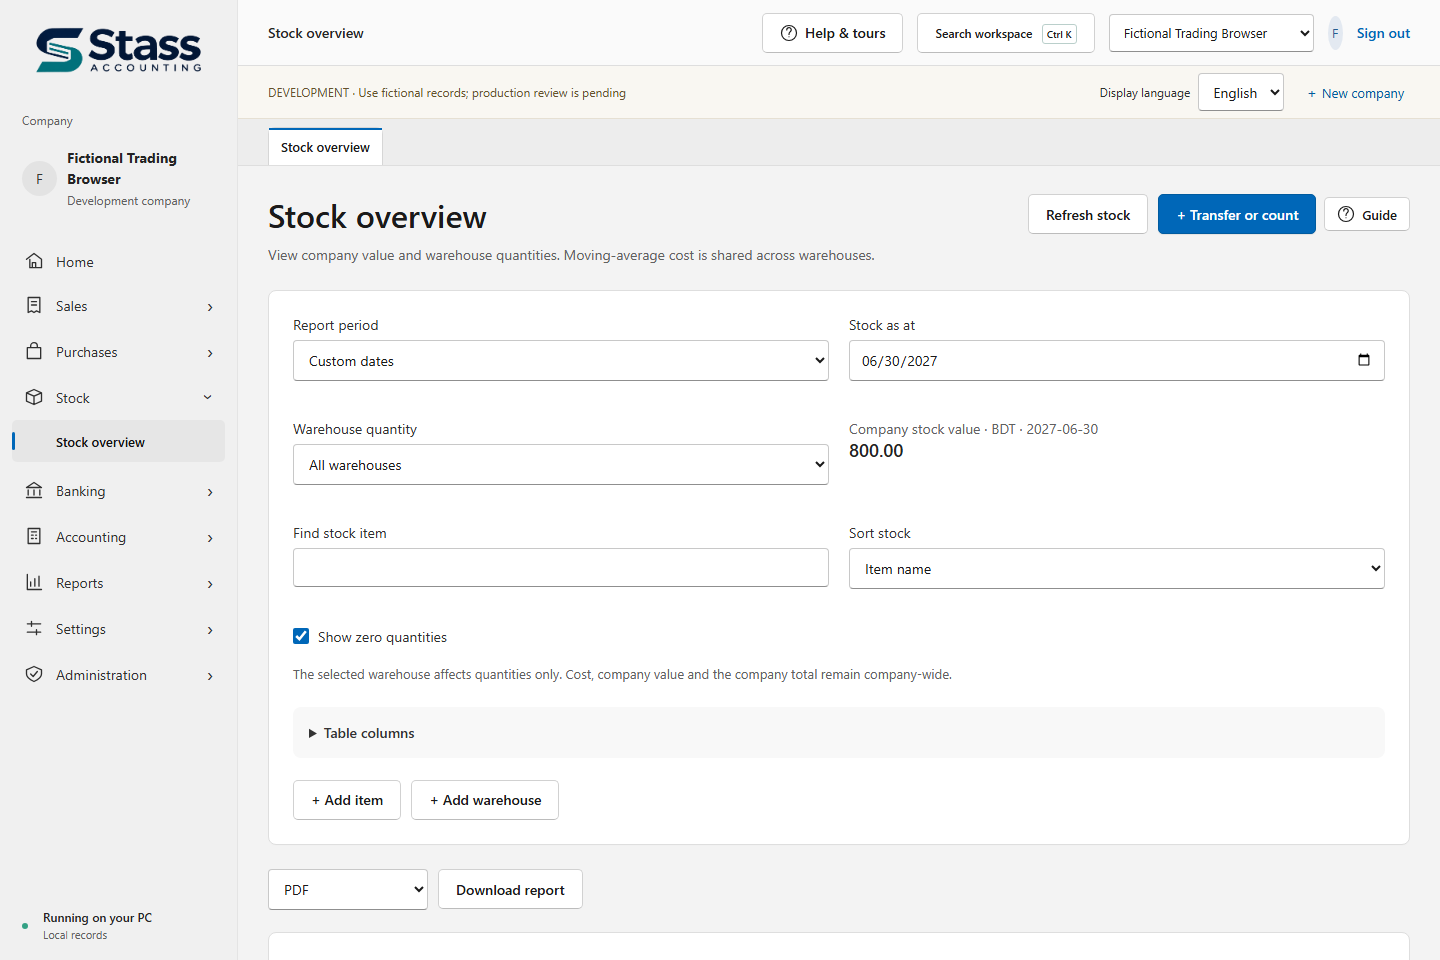 Stass
ACCOUNTING
Company
F
Fictional Trading
Browser
Development company
Home
Sales
Purchases
Stock
Stock overview
Banking
Accounting
Reports
Settings
Administration
Running on your PC
Local records
Stock overview
Help & tours
Search workspace Ctrl K
Fictional Trading Browser
F
Sign out
DEVELOPMENT · Use fictional records; production review is pending
Display language
English
+ New company
Stock overview
Stock overview
Refresh stock
+ Transfer or count
Guide
View company value and warehouse quantities. Moving-average cost is shared across warehouses.
Report period
Custom dates
Stock as at
06/30/2027
Warehouse quantity
All warehouses
Company stock value · BDT · 2027-06-30
800.00
Find stock item
Sort stock
Item name
Show zero quantities
The selected warehouse affects quantities only. Cost, company value and the company total remain company-wide.
Table columns
+ Add item
+ Add warehouse
PDF
Download report